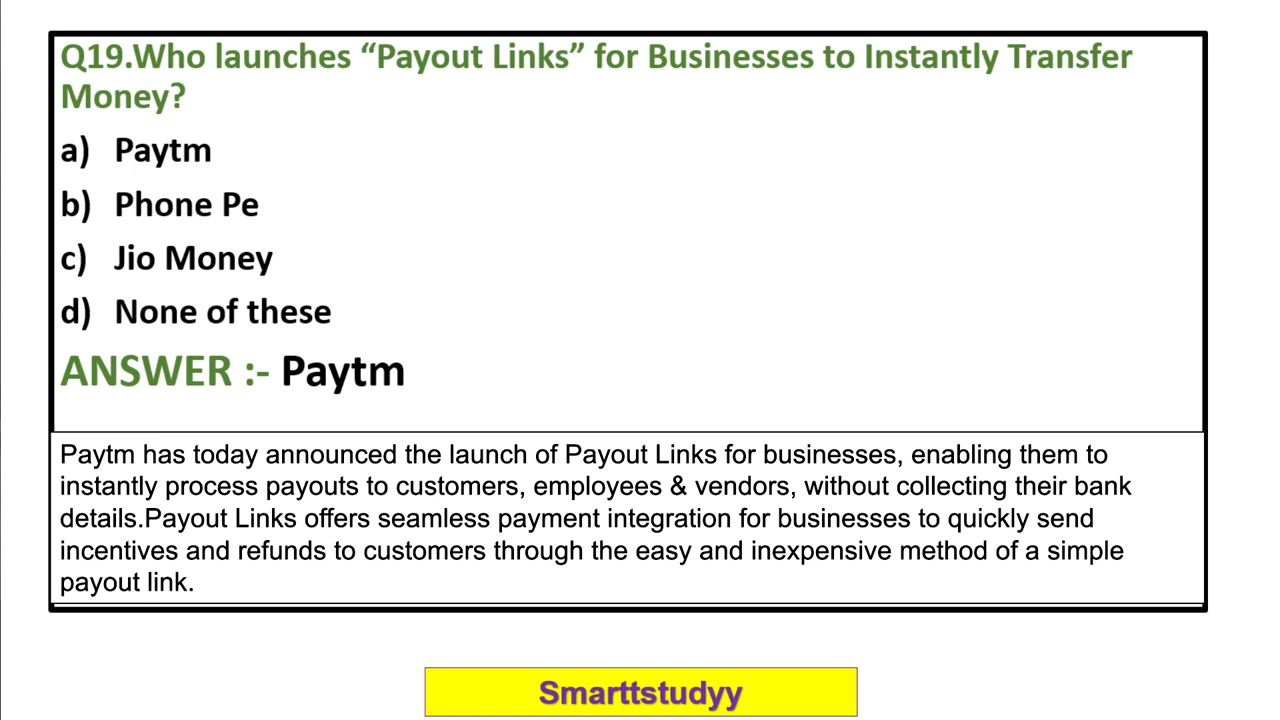 Q19.Who launches “Payout Links” for Businesses to Instantly Transfer
Money?
a) Paytm
b) Phone Pe
c) Jio Money
d) None of these
ANSWER :- Paytm
Paytm has today announced the launch of Payout Links for businesses, enabling them to
instantly process payouts to customers, employees & vendors, without collecting their bank
details.Payout Links offers seamless payment integration for businesses to quickly send
incentives and refunds to customers through the easy and inexpensive method of a simple
payout link.
Smarttstudyy